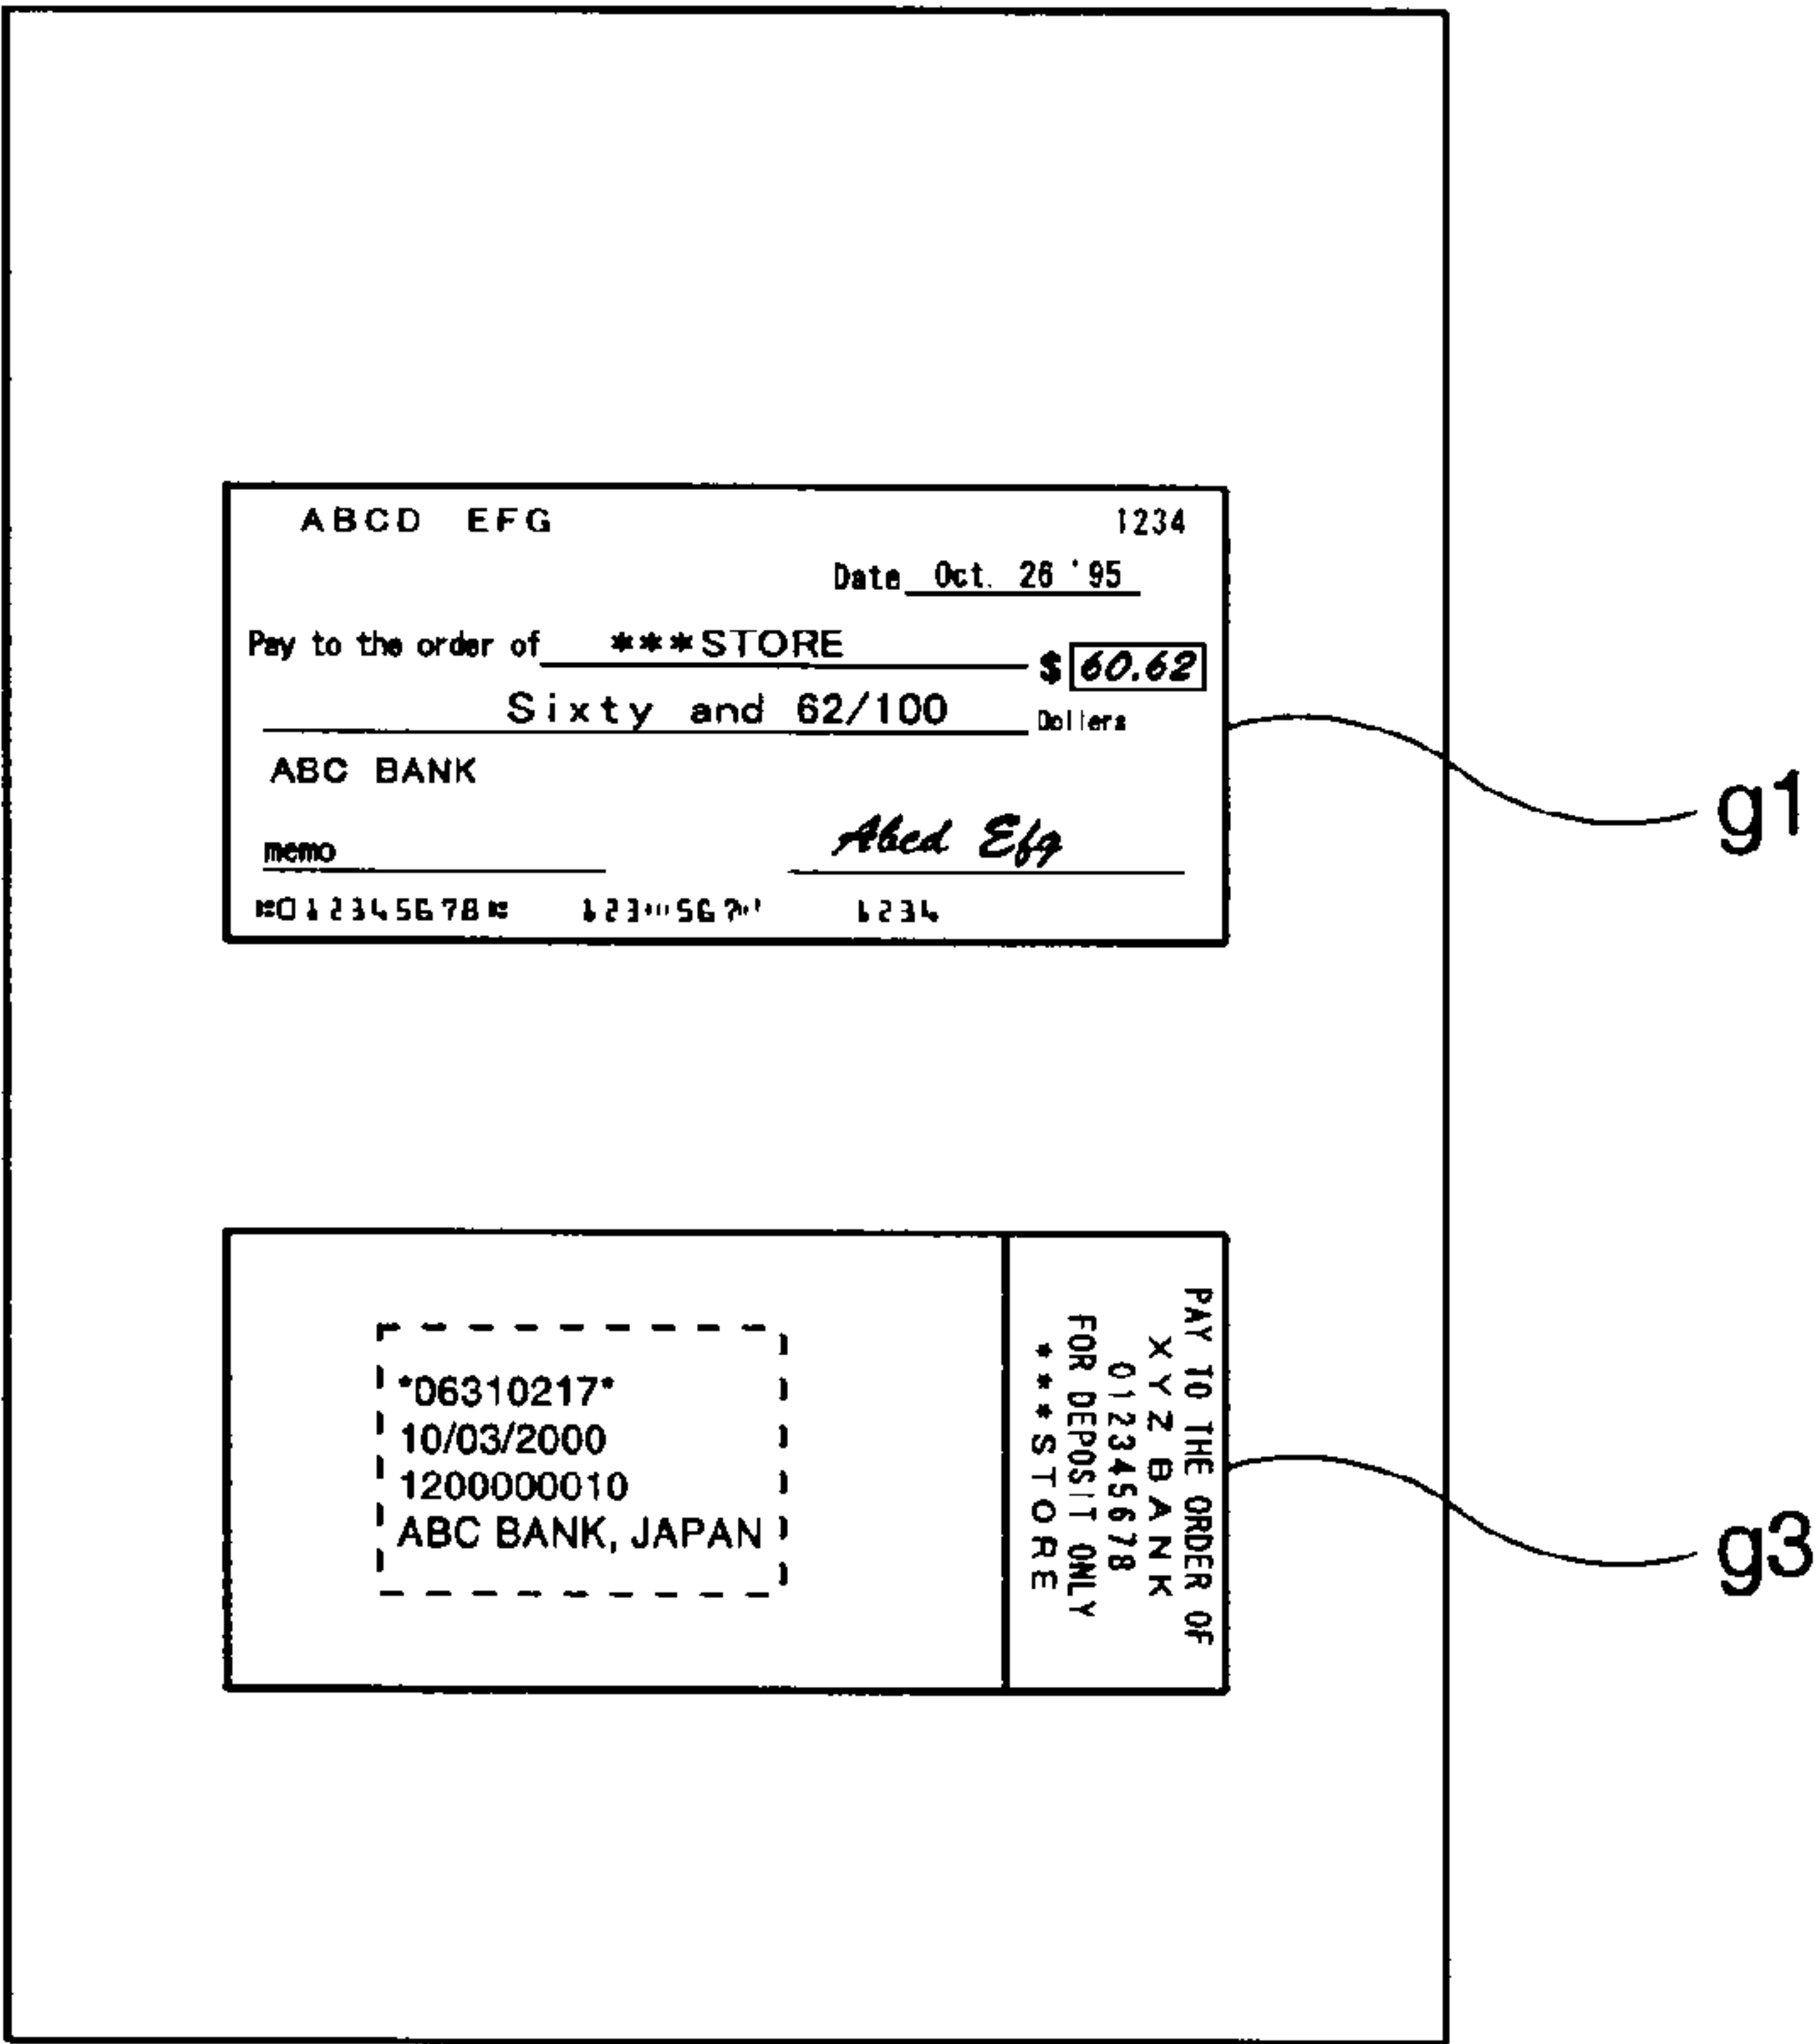 ABCD EFG 1234
Date Oct. 26 '95
Pay to the order of ***STORE
$ 60.62
Sixty and 62/100 Dollers
ABC BANK
Abcd Efg
memo
⑆012345678⑆ 1234
g1
*06310217*
10/03/2000
1200000010
ABC BANK, JAPAN
PAY TO THE ORDER OF
XYZ BANK
012345678
FOR DEPOSIT ONLY
***STORE
g3